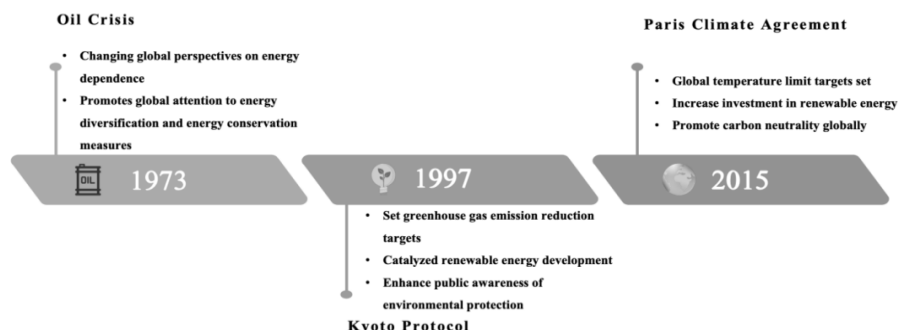 Oil Crisis
• Changing global perspectives on energy
dependence
• Promotes global attention to energy
diversification and energy conservation
measures
OIL
1973
1997
• Set greenhouse gas emission reduction
targets
• Catalyzed renewable energy development
• Enhance public awareness of
environmental protection
Kyoto Protocol
Paris Climate Agreement
• Global temperature limit targets set
• Increase investment in renewable energy
• Promote carbon neutrality globally
2015